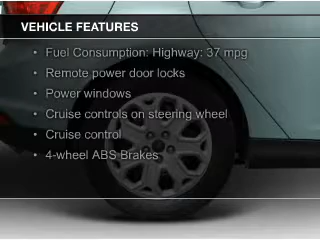 VEHICLE FEATURES
• Fuel Consumption: Highway: 37 mpg
• Remote power door locks
• Power windows
• Cruise controls on steering wheel
• Cruise control
• 4-wheel ABS Brakes